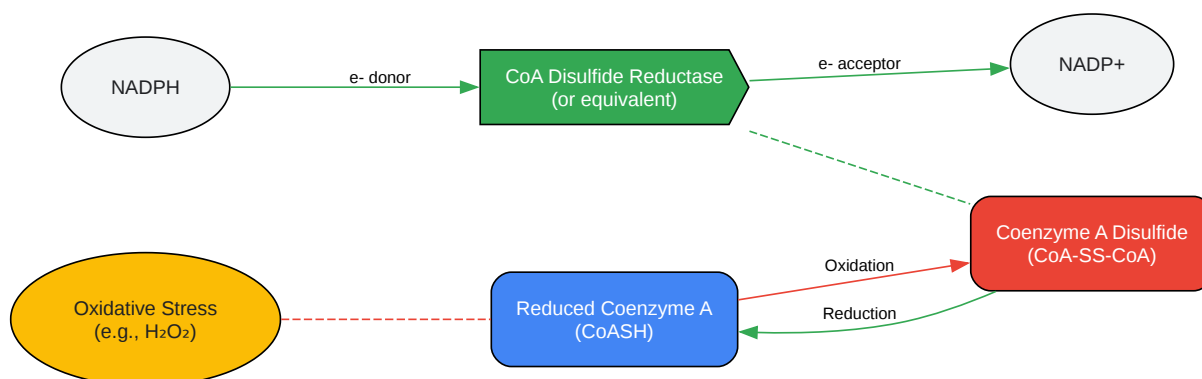 NADPH
e- donor
CoA Disulfide Reductase
(or equivalent)
e- acceptor
NADP+
Oxidative Stress
(e.g., H₂O₂)
Reduced Coenzyme A
(CoASH)
Oxidation
Reduction
Coenzyme A Disulfide
(CoA-SS-CoA)